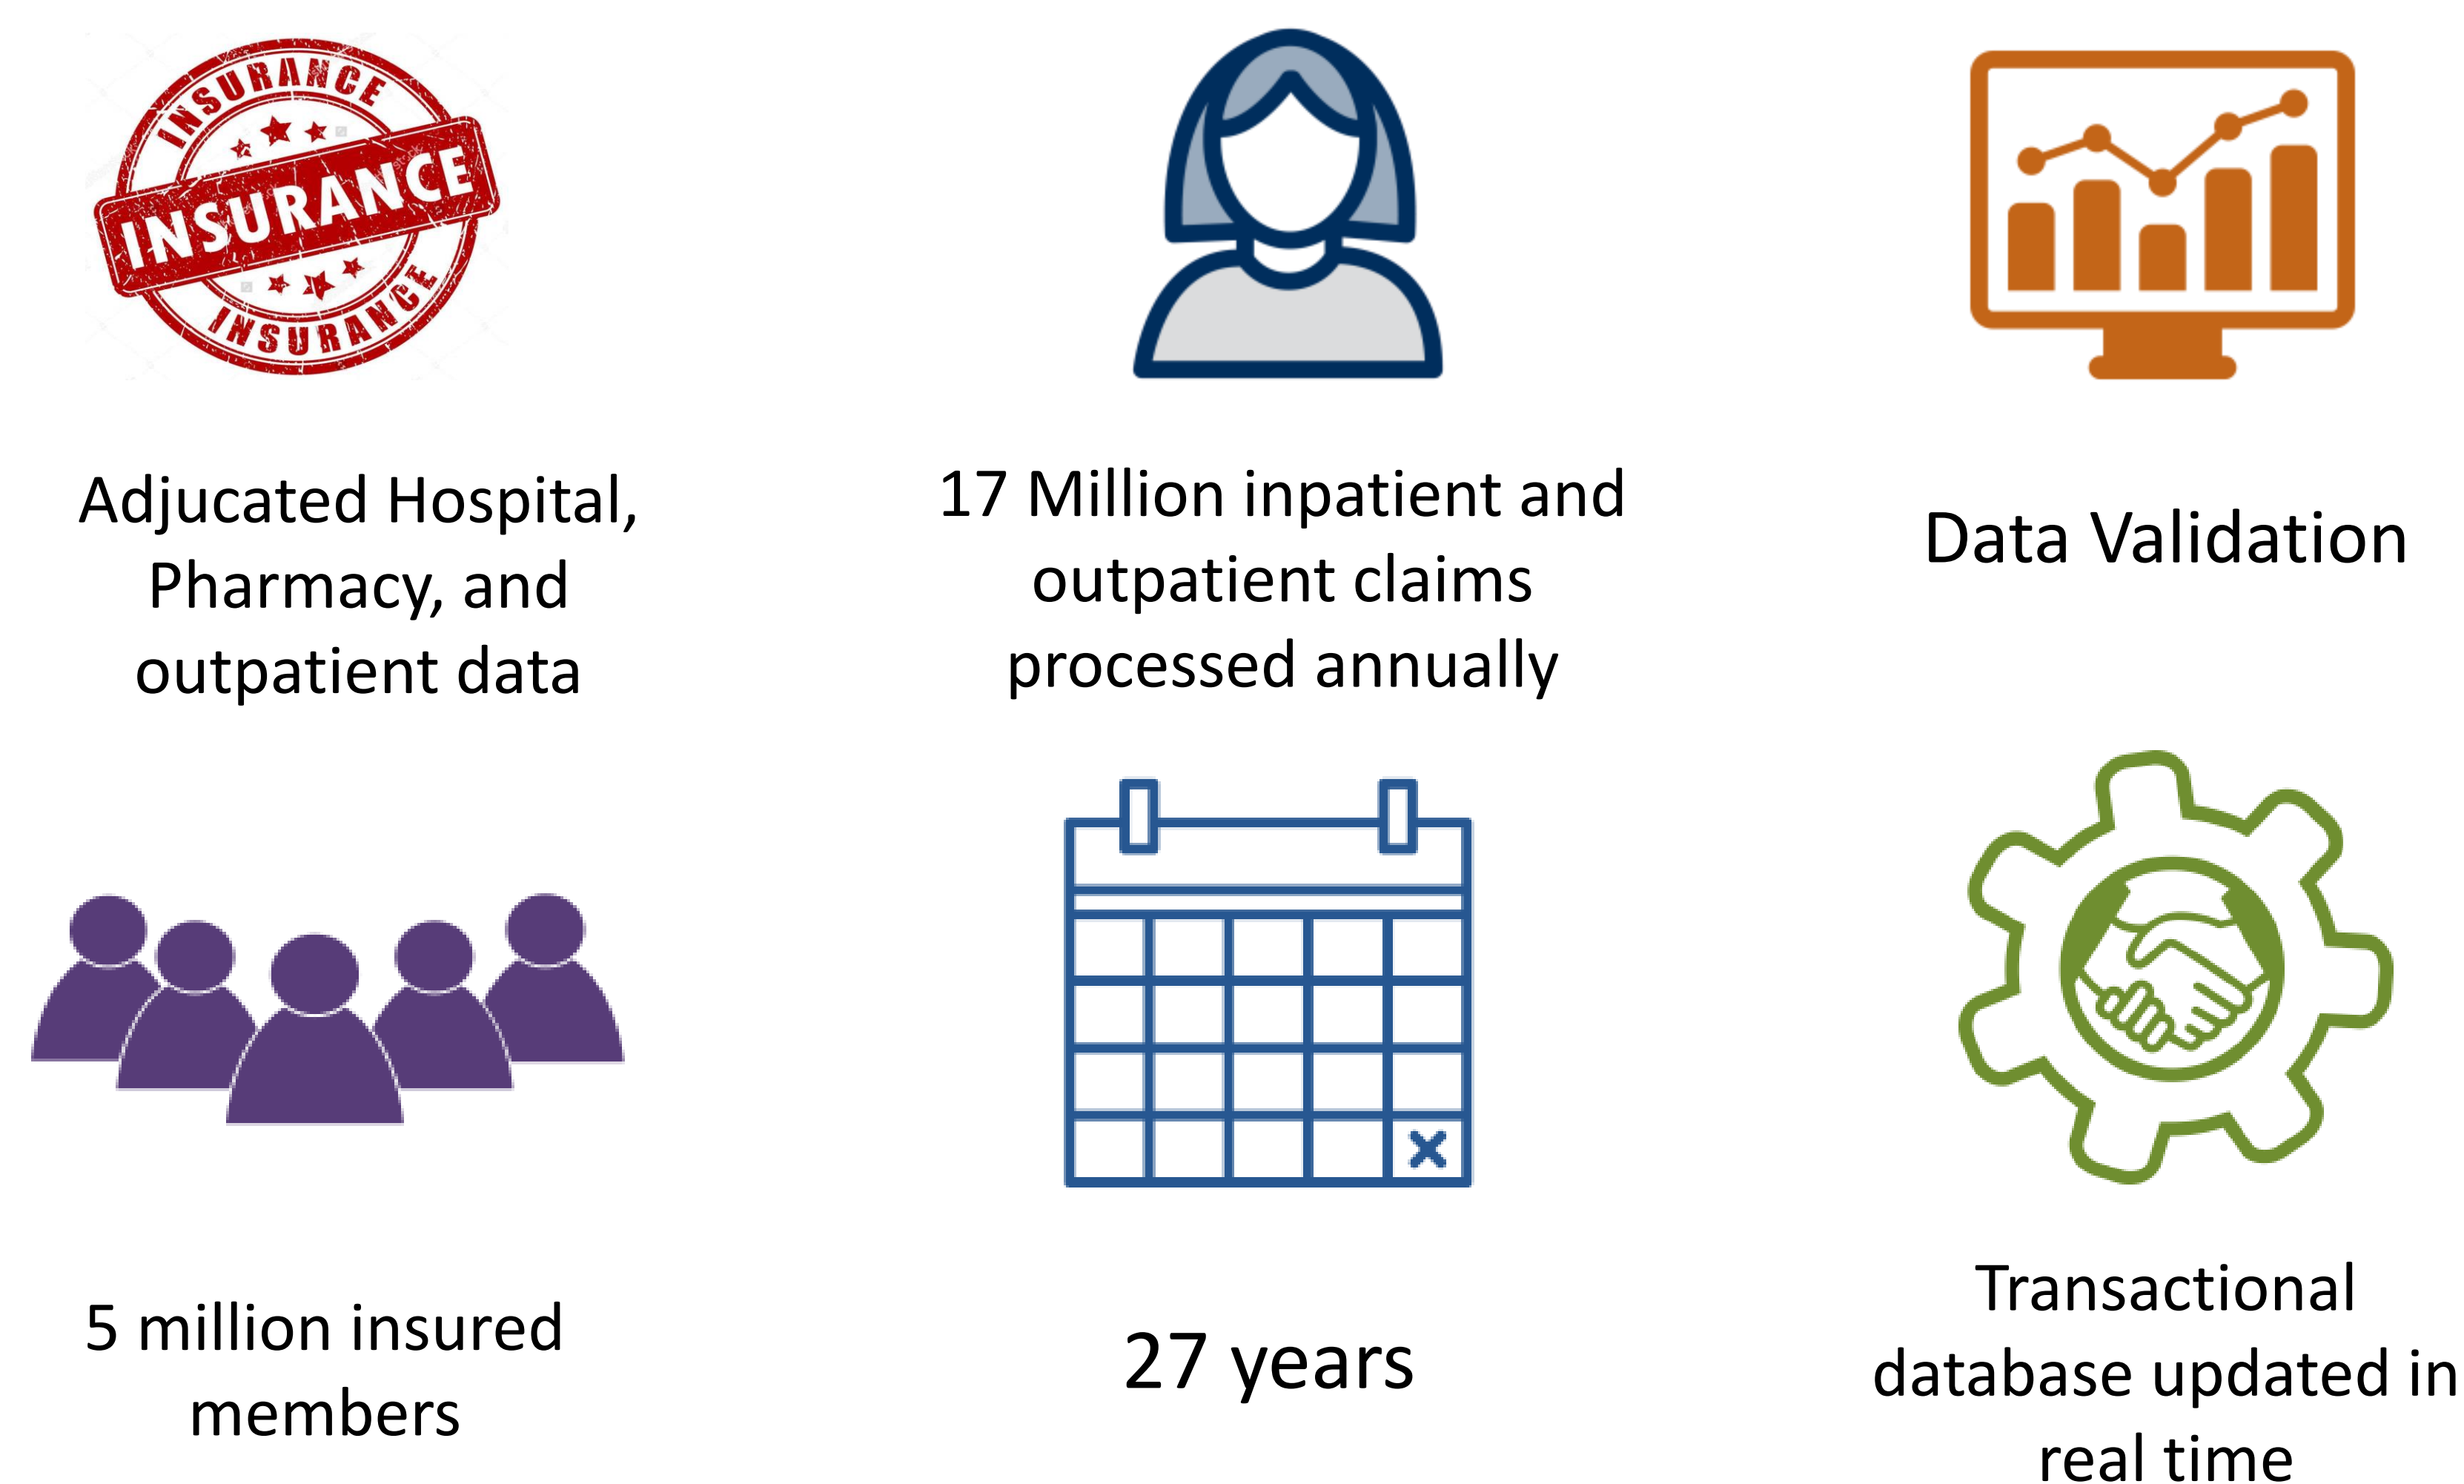 INSURANCE
INSURANCE
INSURANCE
Adjucated Hospital,
Pharmacy, and
outpatient data
17 Million inpatient and
outpatient claims
processed annually
Data Validation
5 million insured
members
27 years
Transactional
database updated in
real time